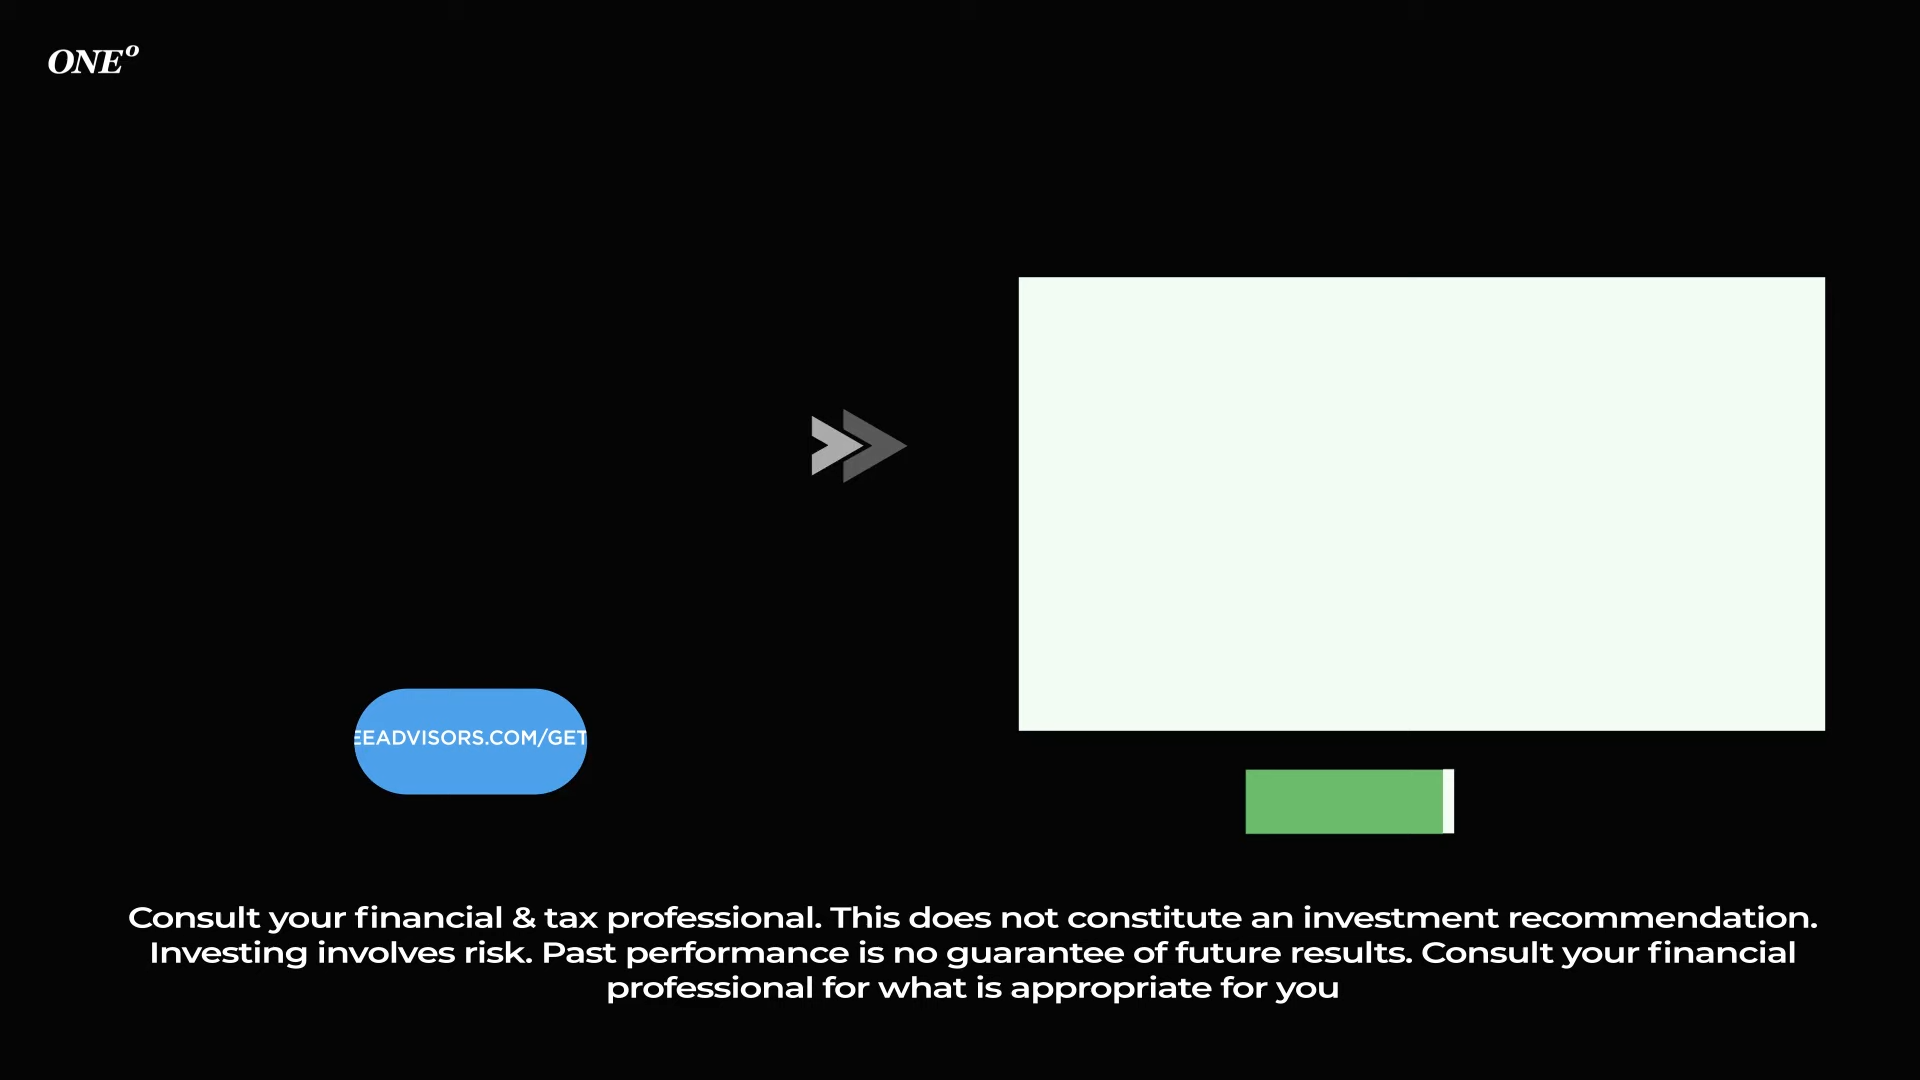 ONE°
EEADVISORS.COM/GET
Consult your financial & tax professional. This does not constitute an investment recommendation.
Investing involves risk. Past performance is no guarantee of future results. Consult your financial
professional for what is appropriate for you